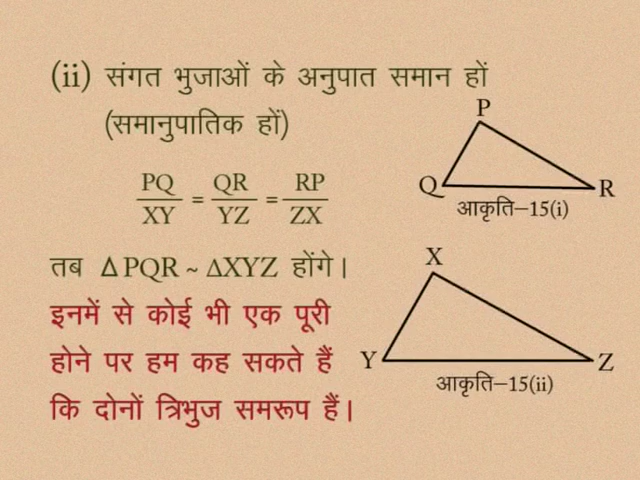 (ii) संगत भुजाओं के अनुपात समान हों
(समानुपातिक हों)
PQ/XY = QR/YZ = RP/ZX
तब Δ PQR ~ ΔXYZ होंगे।
इनमें से कोई भी एक पूरी
होने पर हम कह सकते हैं
कि दोनों त्रिभुज समरूप हैं।
P
Q
R
आकृति–15(i)
X
Y
Z
आकृति–15(ii)